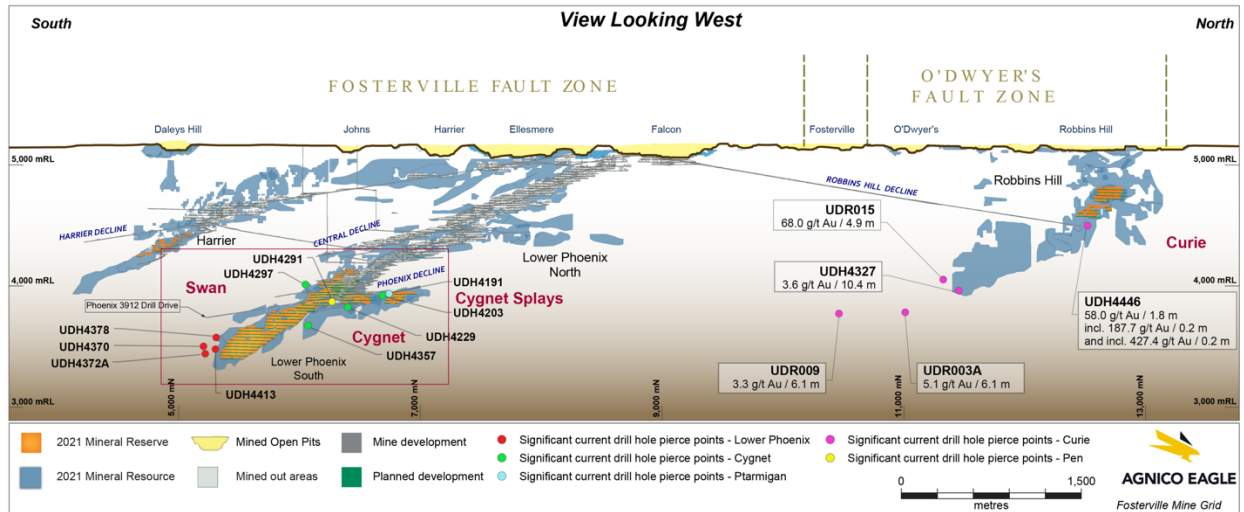 View Looking West
South
North
FOSTERVILLE FAULT ZONE
O'DWYER'S
FAULT ZONE
Daleys Hill
Johns
Harrier
Ellesmere
Falcon
Fosterville
O'Dwyer's
Robbins Hill
5,000 mRL
5,000 mRL
ROBBINS HILL DECLINE
Robbins Hill
HARRIER DECLINE
Harrier
CENTRAL DECLINE
Lower Phoenix
North
UDR015
68.0 g/t Au / 4.9 m
Curie
UDH4291
UDH4297
PHOENIX DECLINE
UDH4191
UDH4327
3.6 g/t Au / 10.4 m
4,000 mRL
4,000 mRL
Swan
Cygnet Splays
Phoenix 3912 Drill Drive
UDH4203
UDH4446
58.0 g/t Au / 1.8 m
incl. 187.7 g/t Au / 0.2 m
and incl. 427.4 g/t Au / 0.2 m
UDH4378
Cygnet
UDH4229
UDH4370
UDH4357
UDH4372A
Lower Phoenix
South
UDR009
3.3 g/t Au / 6.1 m
UDR003A
5.1 g/t Au / 6.1 m
UDH4413
3,000 mRL
3,000 mRL
5,000 mN
7,000 mN
9,000 mN
11,000 mN
13,000 mN
2021 Mineral Reserve
Mined Open Pits
Mine development
Significant current drill hole pierce points - Lower Phoenix
Significant current drill hole pierce points - Curie
2021 Mineral Resource
Mined out areas
Planned development
Significant current drill hole pierce points - Cygnet
Significant current drill hole pierce points - Pen
Significant current drill hole pierce points - Ptarmigan
0
1,500
metres
AGNICO EAGLE
Fosterville Mine Grid